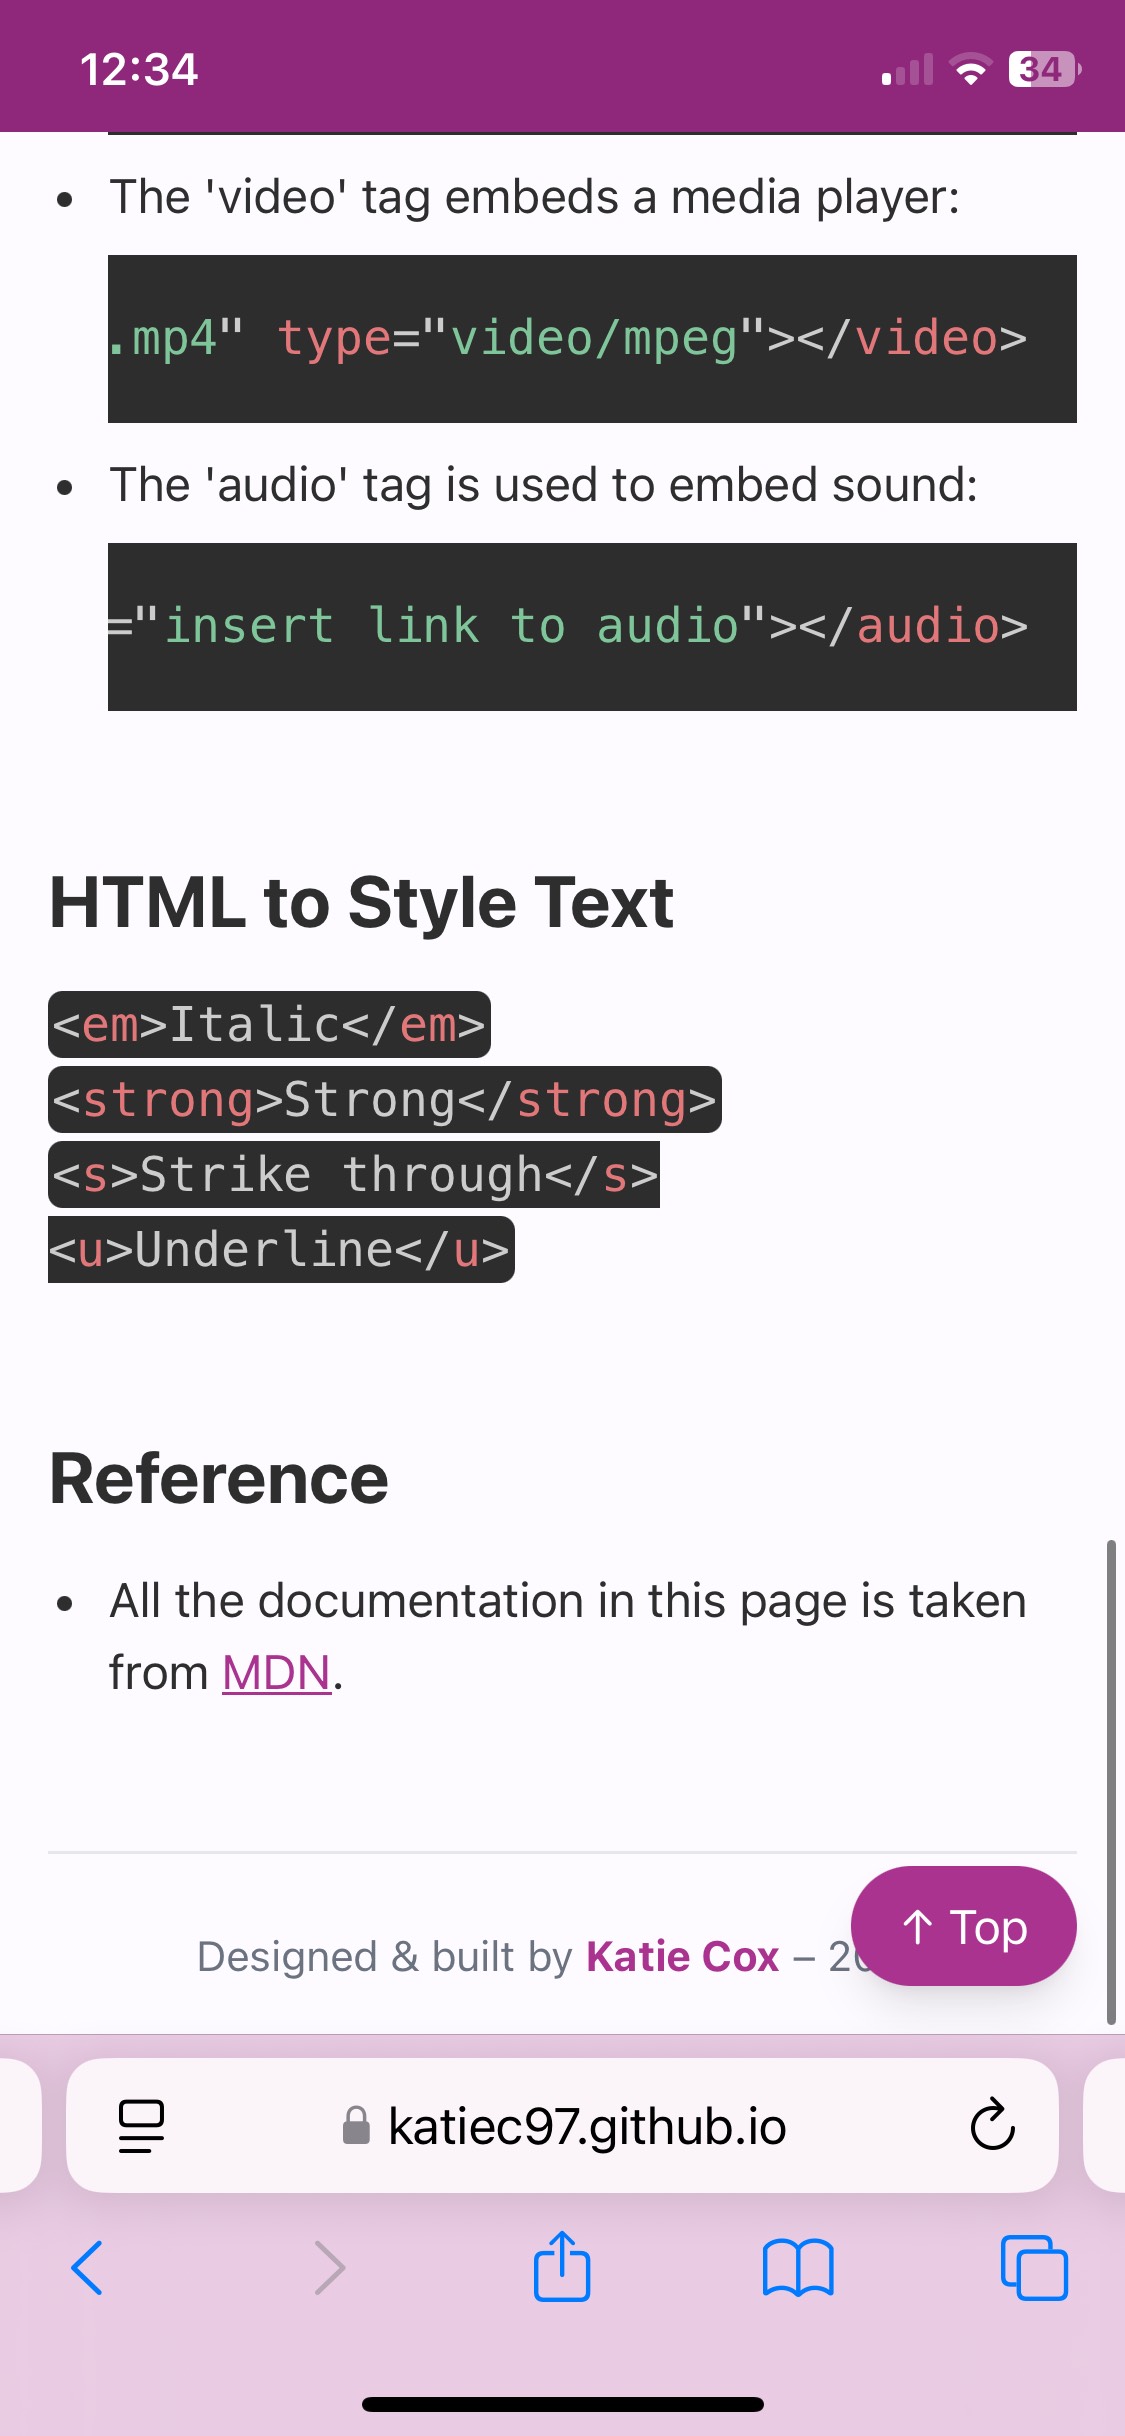 12:34
34
The 'video' tag embeds a media player:
.mp4" type="video/mpeg"></video>
The 'audio' tag is used to embed sound:
="insert link to audio"></audio>
HTML to Style Text
<em>Italic</em>
<strong>Strong</strong>
<s>Strike through</s>
<u>Underline</u>
Reference
All the documentation in this page is taken
from MDN.
↑ Top
Designed & built by Katie Cox –
katiec97.github.io